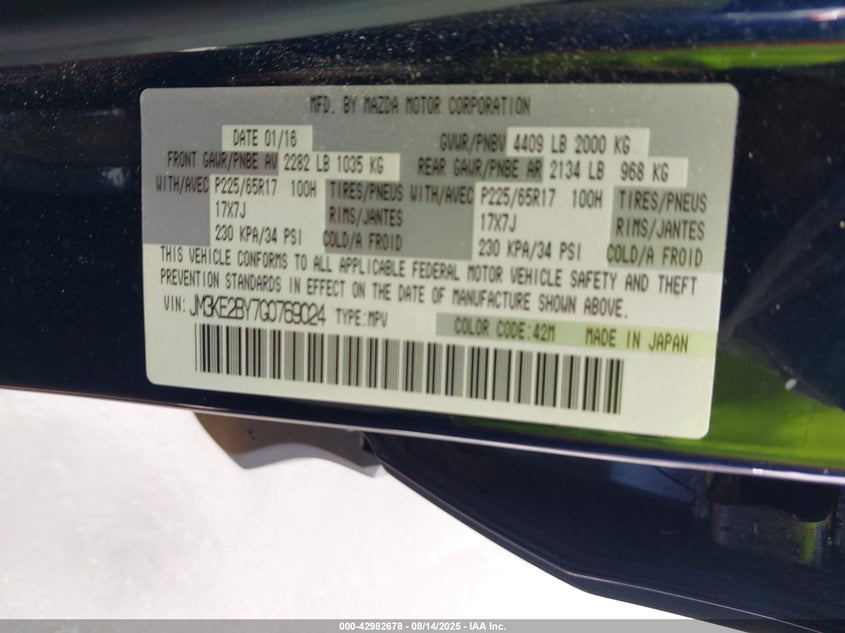 MFD. BY MAZDA MOTOR CORPORATION
DATE 01/16 GVWR/PNBV 4409 LB 2000 KG
FRONT GAWR/PNBE AV 2282 LB 1035 KG REAR GAWR/PNBE AR 2134 LB 968 KG
WITH/AVEC P225/65R17 100H TIRES/PNEUS WITH/AVEC P225/65R17 100H TIRES/PNEUS
17X7J RIMS/JANTES 17X7J RIMS/JANTES
230 KPA/34 PSI COLD/A FROID 230 KPA/34 PSI COLD/A FROID
THIS VEHICLE CONFORMS TO ALL APPLICABLE FEDERAL MOTOR VEHICLE SAFETY AND THEFT
PREVENTION STANDARDS IN EFFECT ON THE DATE OF MANUFACTURE SHOWN ABOVE.
VIN: JM3KE2BY7G0769024 TYPE:MPV COLOR CODE:42M MADE IN JAPAN
000-42982678 - 08/14/2025 - IAA Inc.